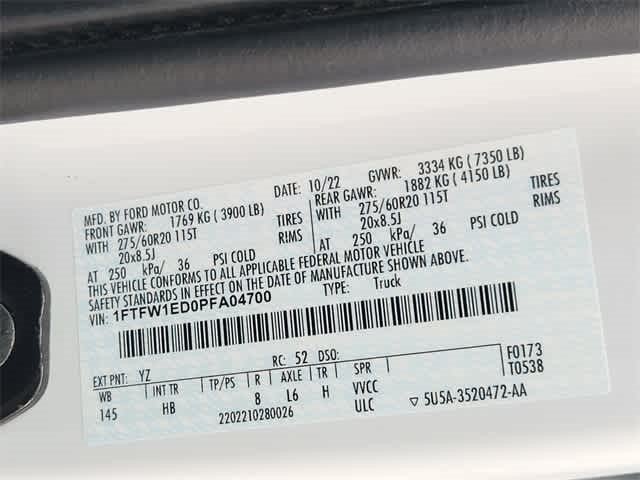 MFD. BY FORD MOTOR CO.
DATE: 10/22 GVWR: 3334 KG ( 7350 LB)
FRONT GAWR: 1769 KG ( 3900 LB) REAR GAWR: 1882 KG ( 4150 LB)
WITH 275/60R20 115T TIRES WITH 275/60R20 115T TIRES
20x8.5J RIMS 20x8.5J RIMS
AT 250 kPa/ 36 PSI COLD AT 250 kPa/ 36 PSI COLD
THIS VEHICLE CONFORMS TO ALL APPLICABLE FEDERAL MOTOR VEHICLE
SAFETY STANDARDS IN EFFECT ON THE DATE OF MANUFACTURE SHOWN ABOVE.
VIN: 1FTFW1ED0PFA04700 TYPE: Truck
EXT PNT: YZ RC: 52 DSO: F0173
WB INT TR TP/PS R AXLE TR SPR T0538
145 HB 8 L6 H VVCC
2202210280026 ULC ▽ 5U5A-3520472-AA